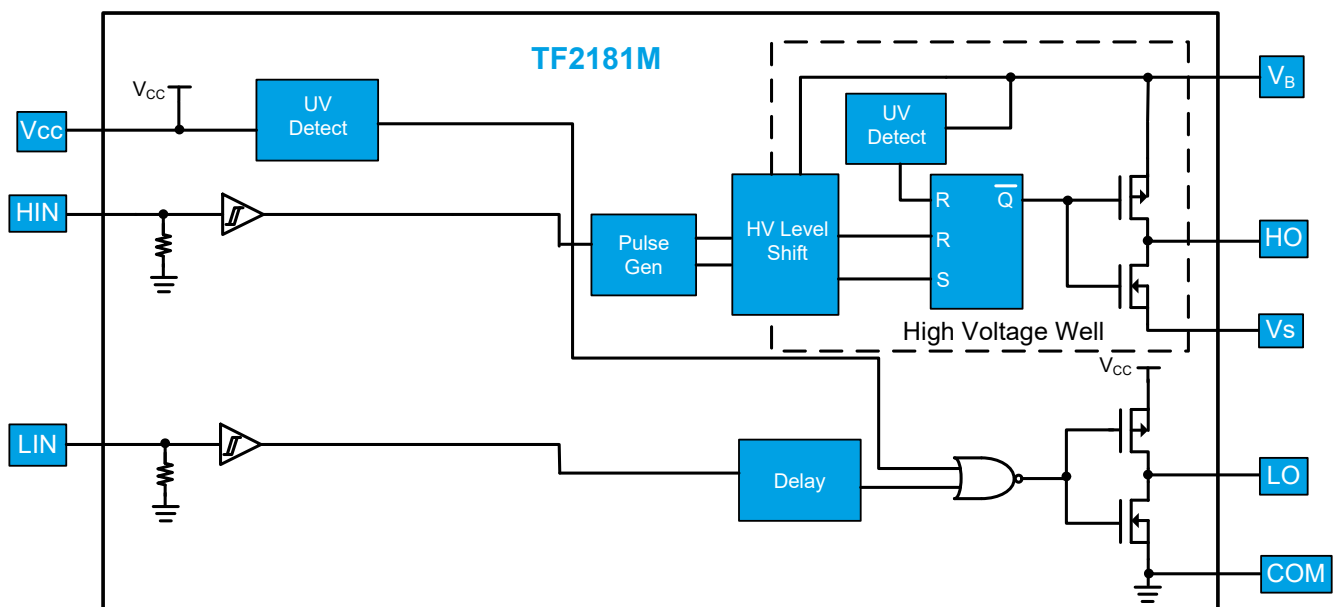 TF2181M
V_CC
Vcc
UV
Detect
V_B
UV
Detect
HIN
Pulse
Gen
HV Level
Shift
R
Q̅
R
S
HO
High Voltage Well
Vs
V_CC
LIN
Delay
LO
COM